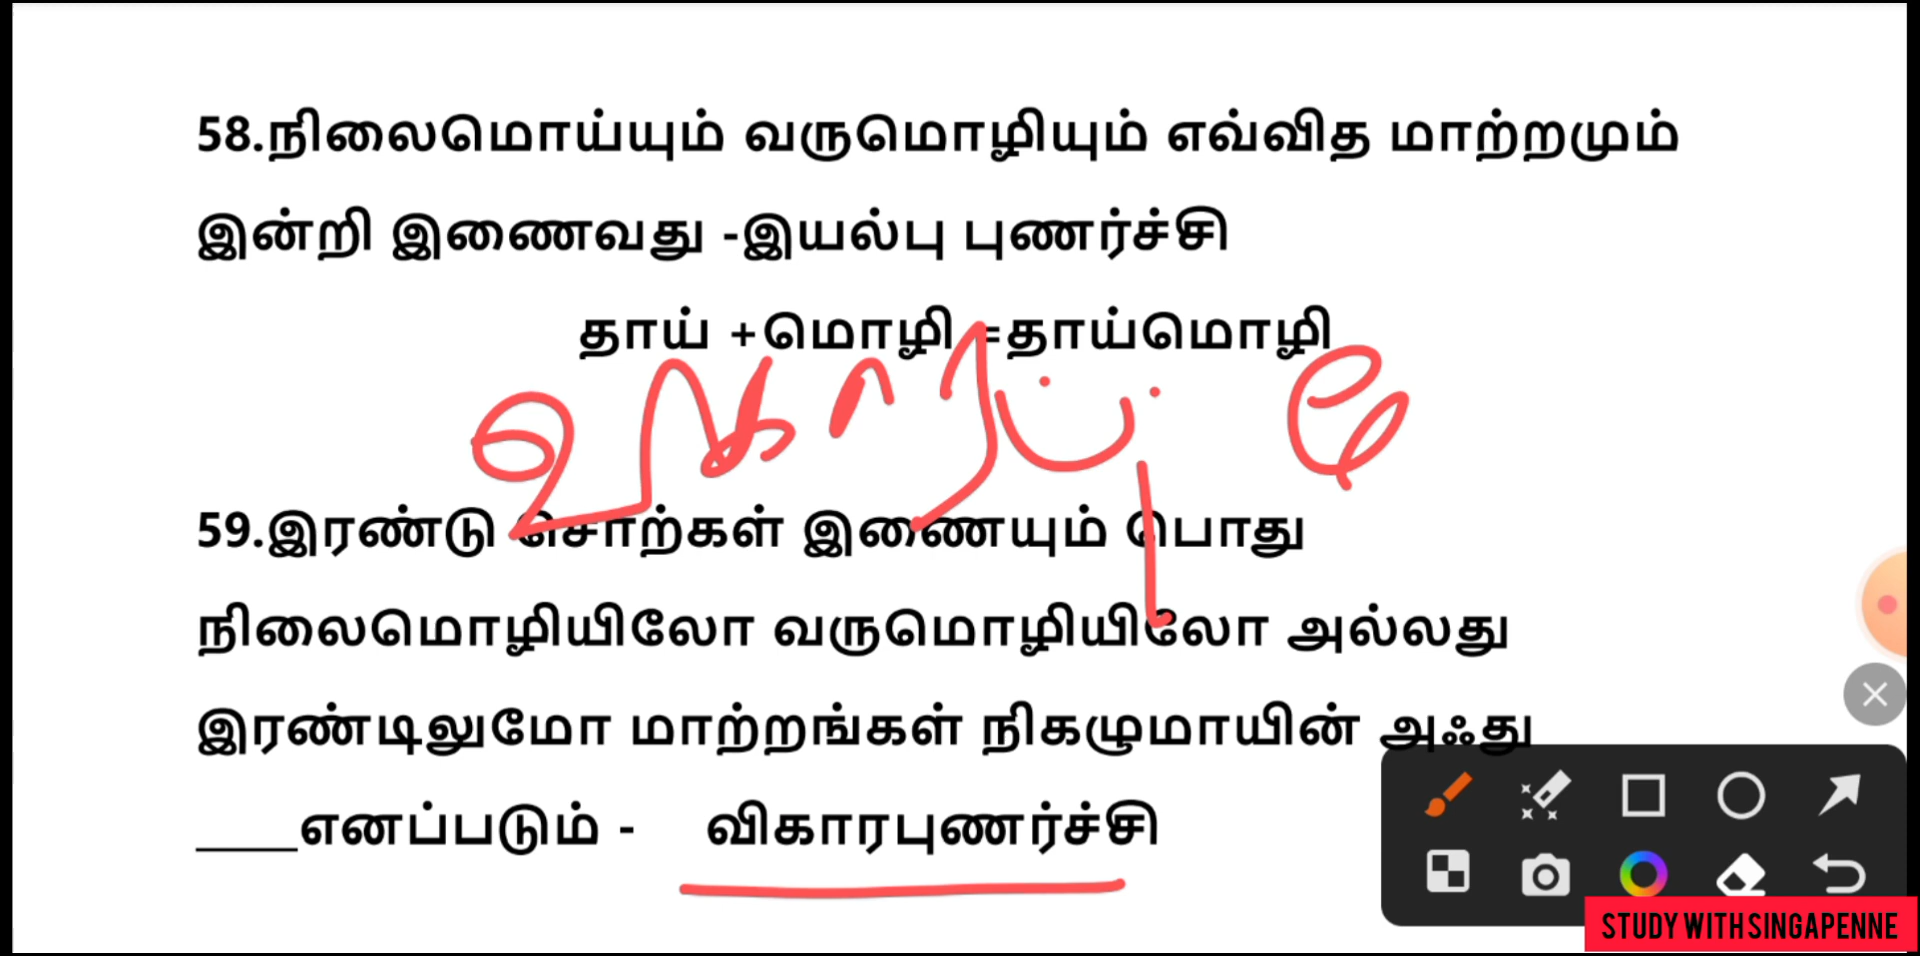 58.நிலைமொய்யும் வருமொழியும் எவ்வித மாற்றமும்
இன்றி இணைவது -இயல்பு புணர்ச்சி
தாய் +மொழி =தாய்மொழி
59.இரண்டு சொற்கள் இணையும் பொது
நிலைமொழியிலோ வருமொழியிலோ அல்லது
இரண்டிலுமோ மாற்றங்கள் நிகழுமாயின் அஃது
____எனப்படும் - விகாரபுணர்ச்சி
STUDY WITH SINGAPENNE